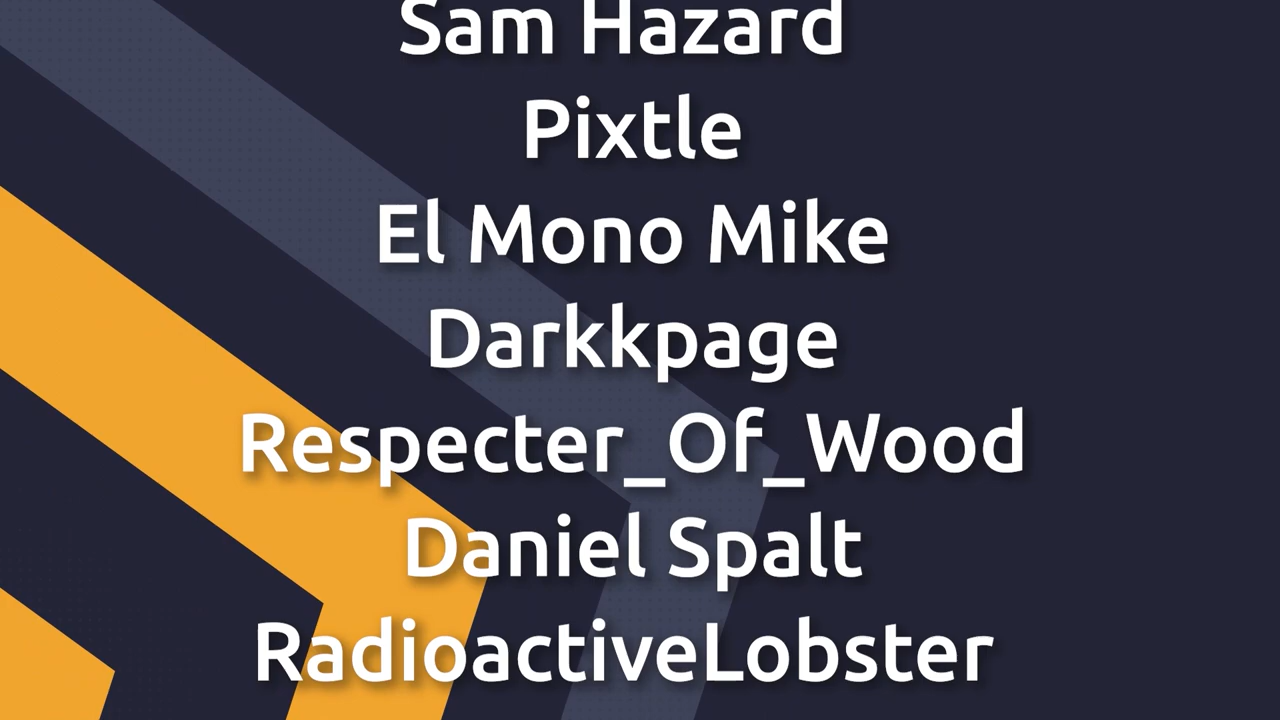 Sam Hazard
Pixtle
El Mono Mike
Darkkpage
Respecter_Of_Wood
Daniel Spalt
RadioactiveLobster